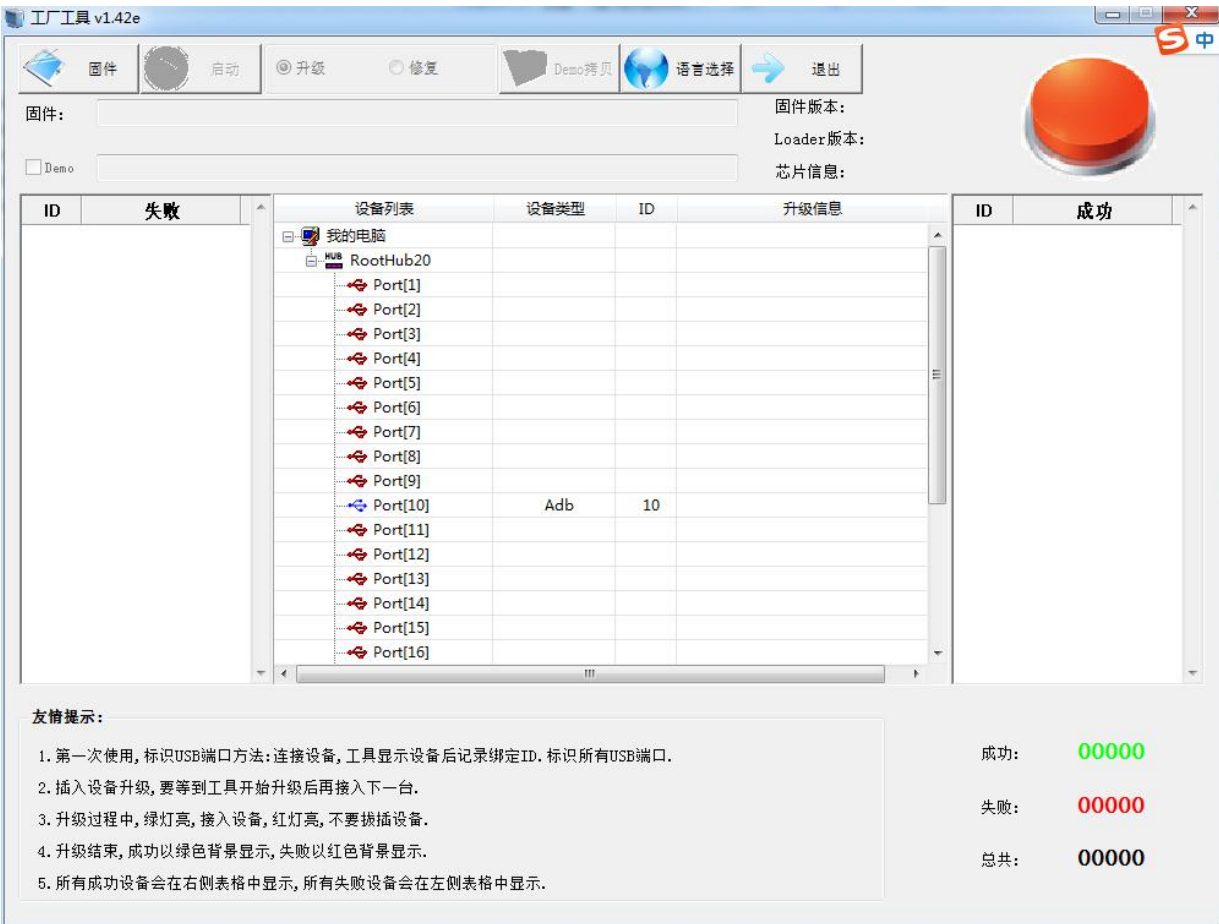 工厂工具 v1.42e
中
固件 启动 升级 修复 Demo拷贝 语言选择 退出
固件:
固件版本:
Loader版本:
Demo
芯片信息:
ID 失败
设备列表 设备类型 ID 升级信息
ID 成功
我的电脑
HUB RootHub20
Port[1]
Port[2]
Port[3]
Port[4]
Port[5]
Port[6]
Port[7]
Port[8]
Port[9]
Port[10] Adb 10
Port[11]
Port[12]
Port[13]
Port[14]
Port[15]
Port[16]
友情提示:
1.第一次使用,标识USB端口方法:连接设备,工具显示设备后记录绑定ID.标识所有USB端口.
2.插入设备升级,要等到工具开始升级后再接入下一台.
3.升级过程中,绿灯亮,接入设备,红灯亮,不要拔插设备.
4.升级结束,成功以绿色背景显示,失败以红色背景显示.
5.所有成功设备会在右侧表格中显示,所有失败设备会在左侧表格中显示.
成功: 00000
失败: 00000
总共: 00000